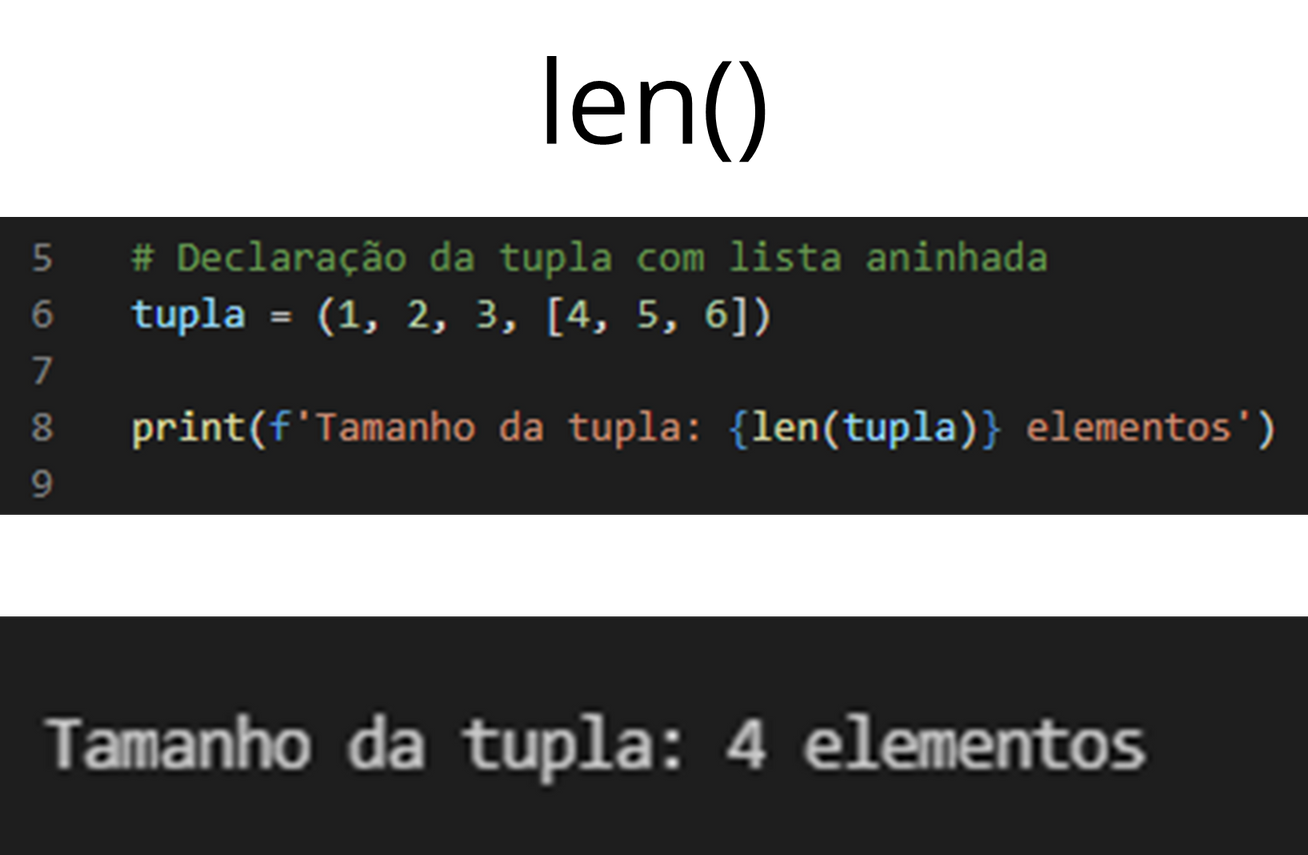 len()
5 # Declaração da tupla com lista aninhada
6 tupla = (1, 2, 3, [4, 5, 6])
7
8 print(f'Tamanho da tupla: {len(tupla)} elementos')
9
Tamanho da tupla: 4 elementos